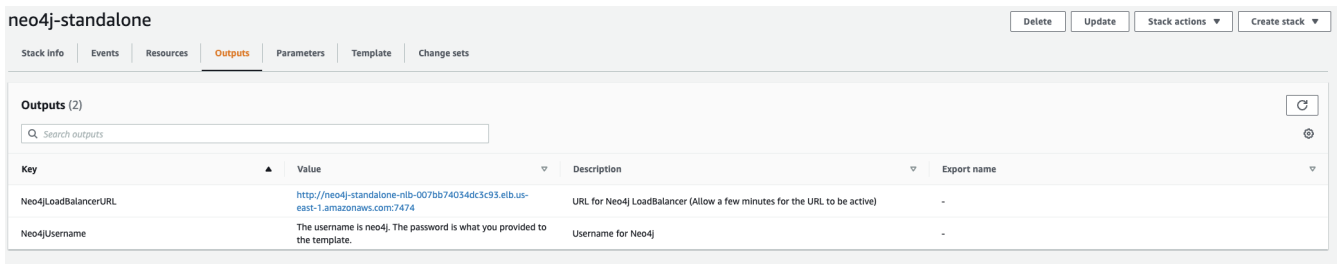 neo4j-standalone
Delete Update Stack actions ▼ Create stack ▼
Stack info Events Resources Outputs Parameters Template Change sets
Outputs (2)
Search outputs
Key ▲ Value ▽ Description ▽ Export name ▽
Neo4jLoadBalancerURL http://neo4j-standalone-nlb-007bb74034dc3c93.elb.us- URL for Neo4j LoadBalancer (Allow a few minutes for the URL to be active) -
east-1.amazonaws.com:7474
Neo4jUsername The username is neo4j. The password is what you provided to Username for Neo4j -
the template.